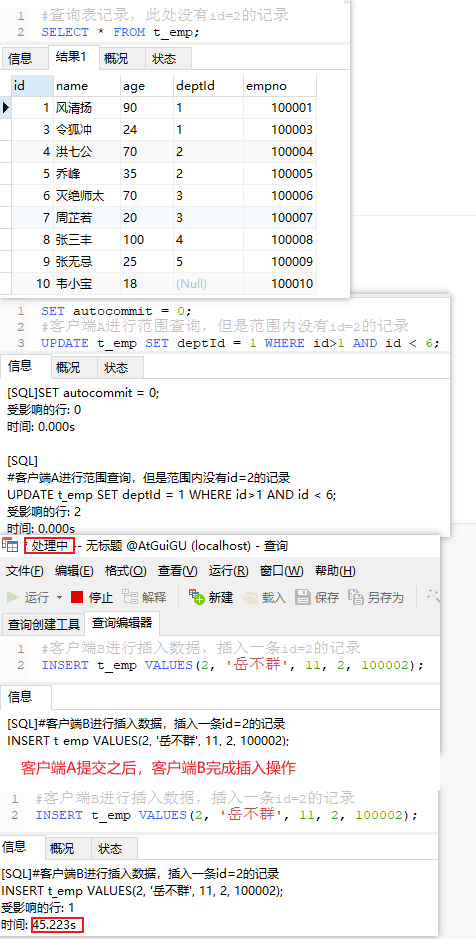 1 #查询表记录，此处没有id=2的记录
2 SELECT * FROM t_emp;
信息 结果1 概况 状态
id name age deptId empno
1 风清扬 90 1 100001
3 令狐冲 24 1 100003
4 洪七公 70 2 100004
5 乔峰 35 2 100005
6 灭绝师太 70 3 100006
7 周芷若 20 3 100007
8 张三丰 100 4 100008
9 张无忌 25 5 100009
10 韦小宝 18 (Null) 100010
1 SET autocommit = 0;
2 #客户端A进行范围查询，但是范围内没有id=2的记录
3 UPDATE t_emp SET deptId = 1 WHERE id>1 AND id < 6;
信息 概况 状态
[SQL]SET autocommit = 0;
受影响的行: 0
时间: 0.000s
[SQL]
#客户端A进行范围查询，但是范围内没有id=2的记录
UPDATE t_emp SET deptId = 1 WHERE id>1 AND id < 6;
受影响的行: 2
时间: 0.000s
* 处理中 -- 无标题 @AtGuiGU (localhost) - 查询
文件(F) 编辑(E) 格式(O) 查看(V) 运行(R) 窗口(W) 帮助(H)
运行 停止 解释 新建 载入 保存 另存为
查询创建工具 查询编辑器
1 #客户端B进行插入数据，插入一条id=2的记录
2 INSERT t_emp VALUES(2, '岳不群', 11, 2, 100002);
信息
[SQL]#客户端B进行插入数据，插入一条id=2的记录
INSERT t_emp VALUES(2, '岳不群', 11, 2, 100002);
客户端A提交之后，客户端B完成插入操作
1 #客户端B进行插入数据，插入一条id=2的记录
2 INSERT t_emp VALUES(2, '岳不群', 11, 2, 100002);
信息 概况 状态
[SQL]#客户端B进行插入数据，插入一条id=2的记录
INSERT t_emp VALUES(2, '岳不群', 11, 2, 100002);
受影响的行: 1
时间: 45.223s